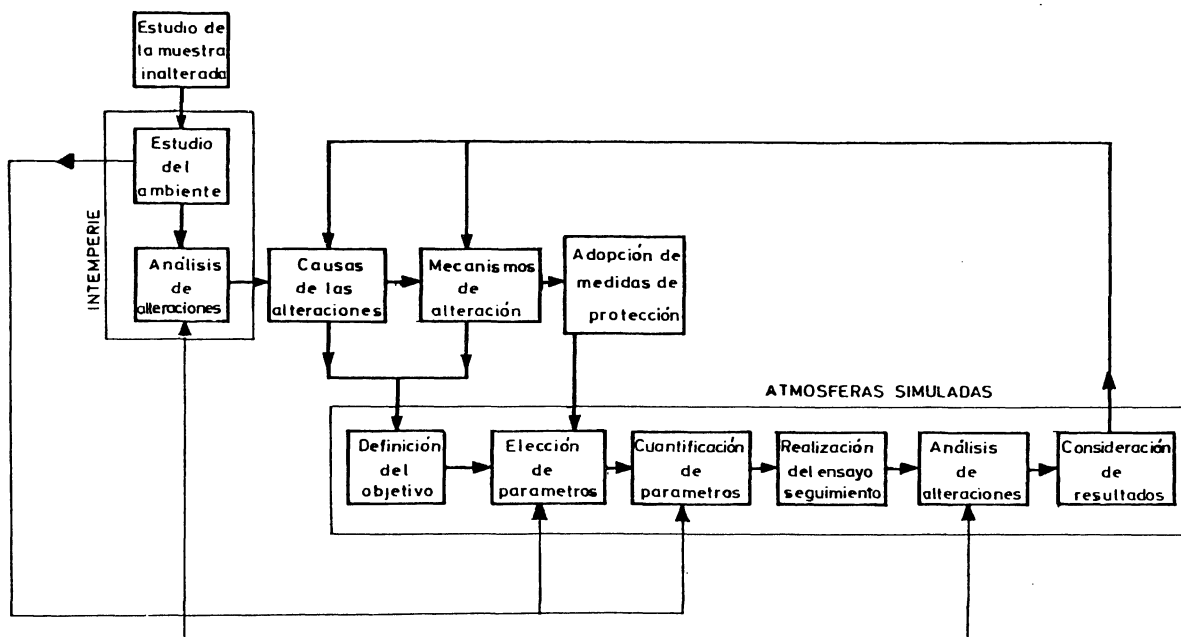 Estudio de
la muestra
inalterada
INTEMPERIE
Estudio
del
ambiente
Análisis
de
alteraciones
Causas
de las
alteraciones
Mecanismos
de
alteración
Adopción de
medidas de
protección
ATMOSFERAS SIMULADAS
Definición
del
objetivo
Elección
de
parametros
Cuantificación
de
parametros
Realización
del ensayo
seguimiento
Análisis
de
alteraciones
Consideración
de
resultados